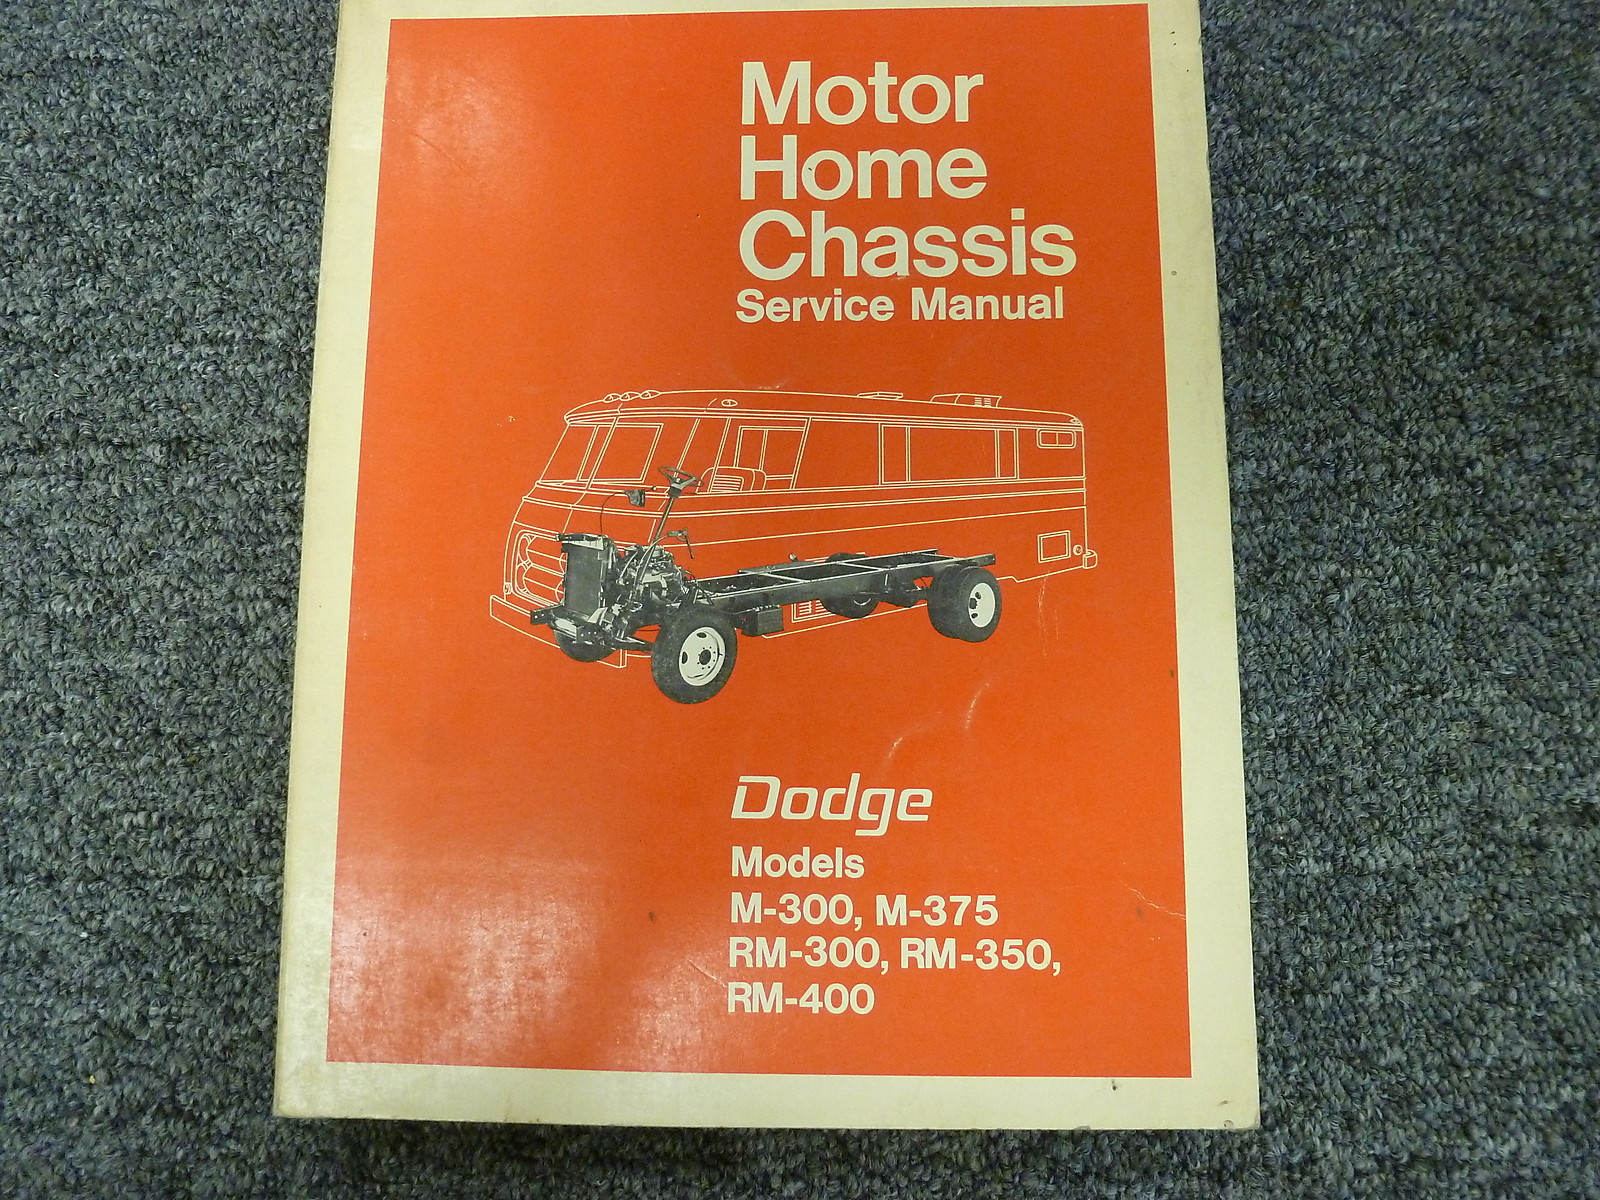 Motor
Home
Chassis
Service Manual
Dodge
Models
M-300, M-375
RM-300, RM-350,
RM-400